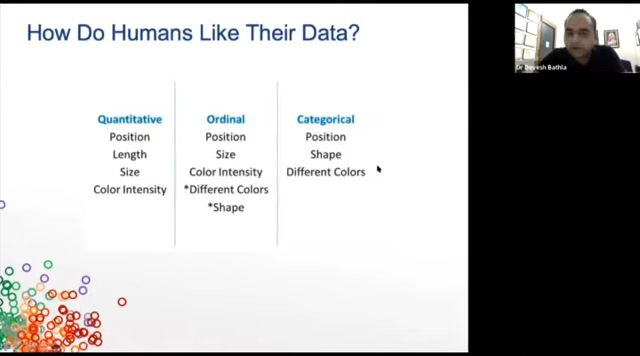 How Do Humans Like Their Data?
Quantitative
Position
Length
Size
Color Intensity
Ordinal
Position
Size
Color Intensity
*Different Colors
*Shape
Categorical
Position
Shape
Different Colors
Dr Devesh Bathla